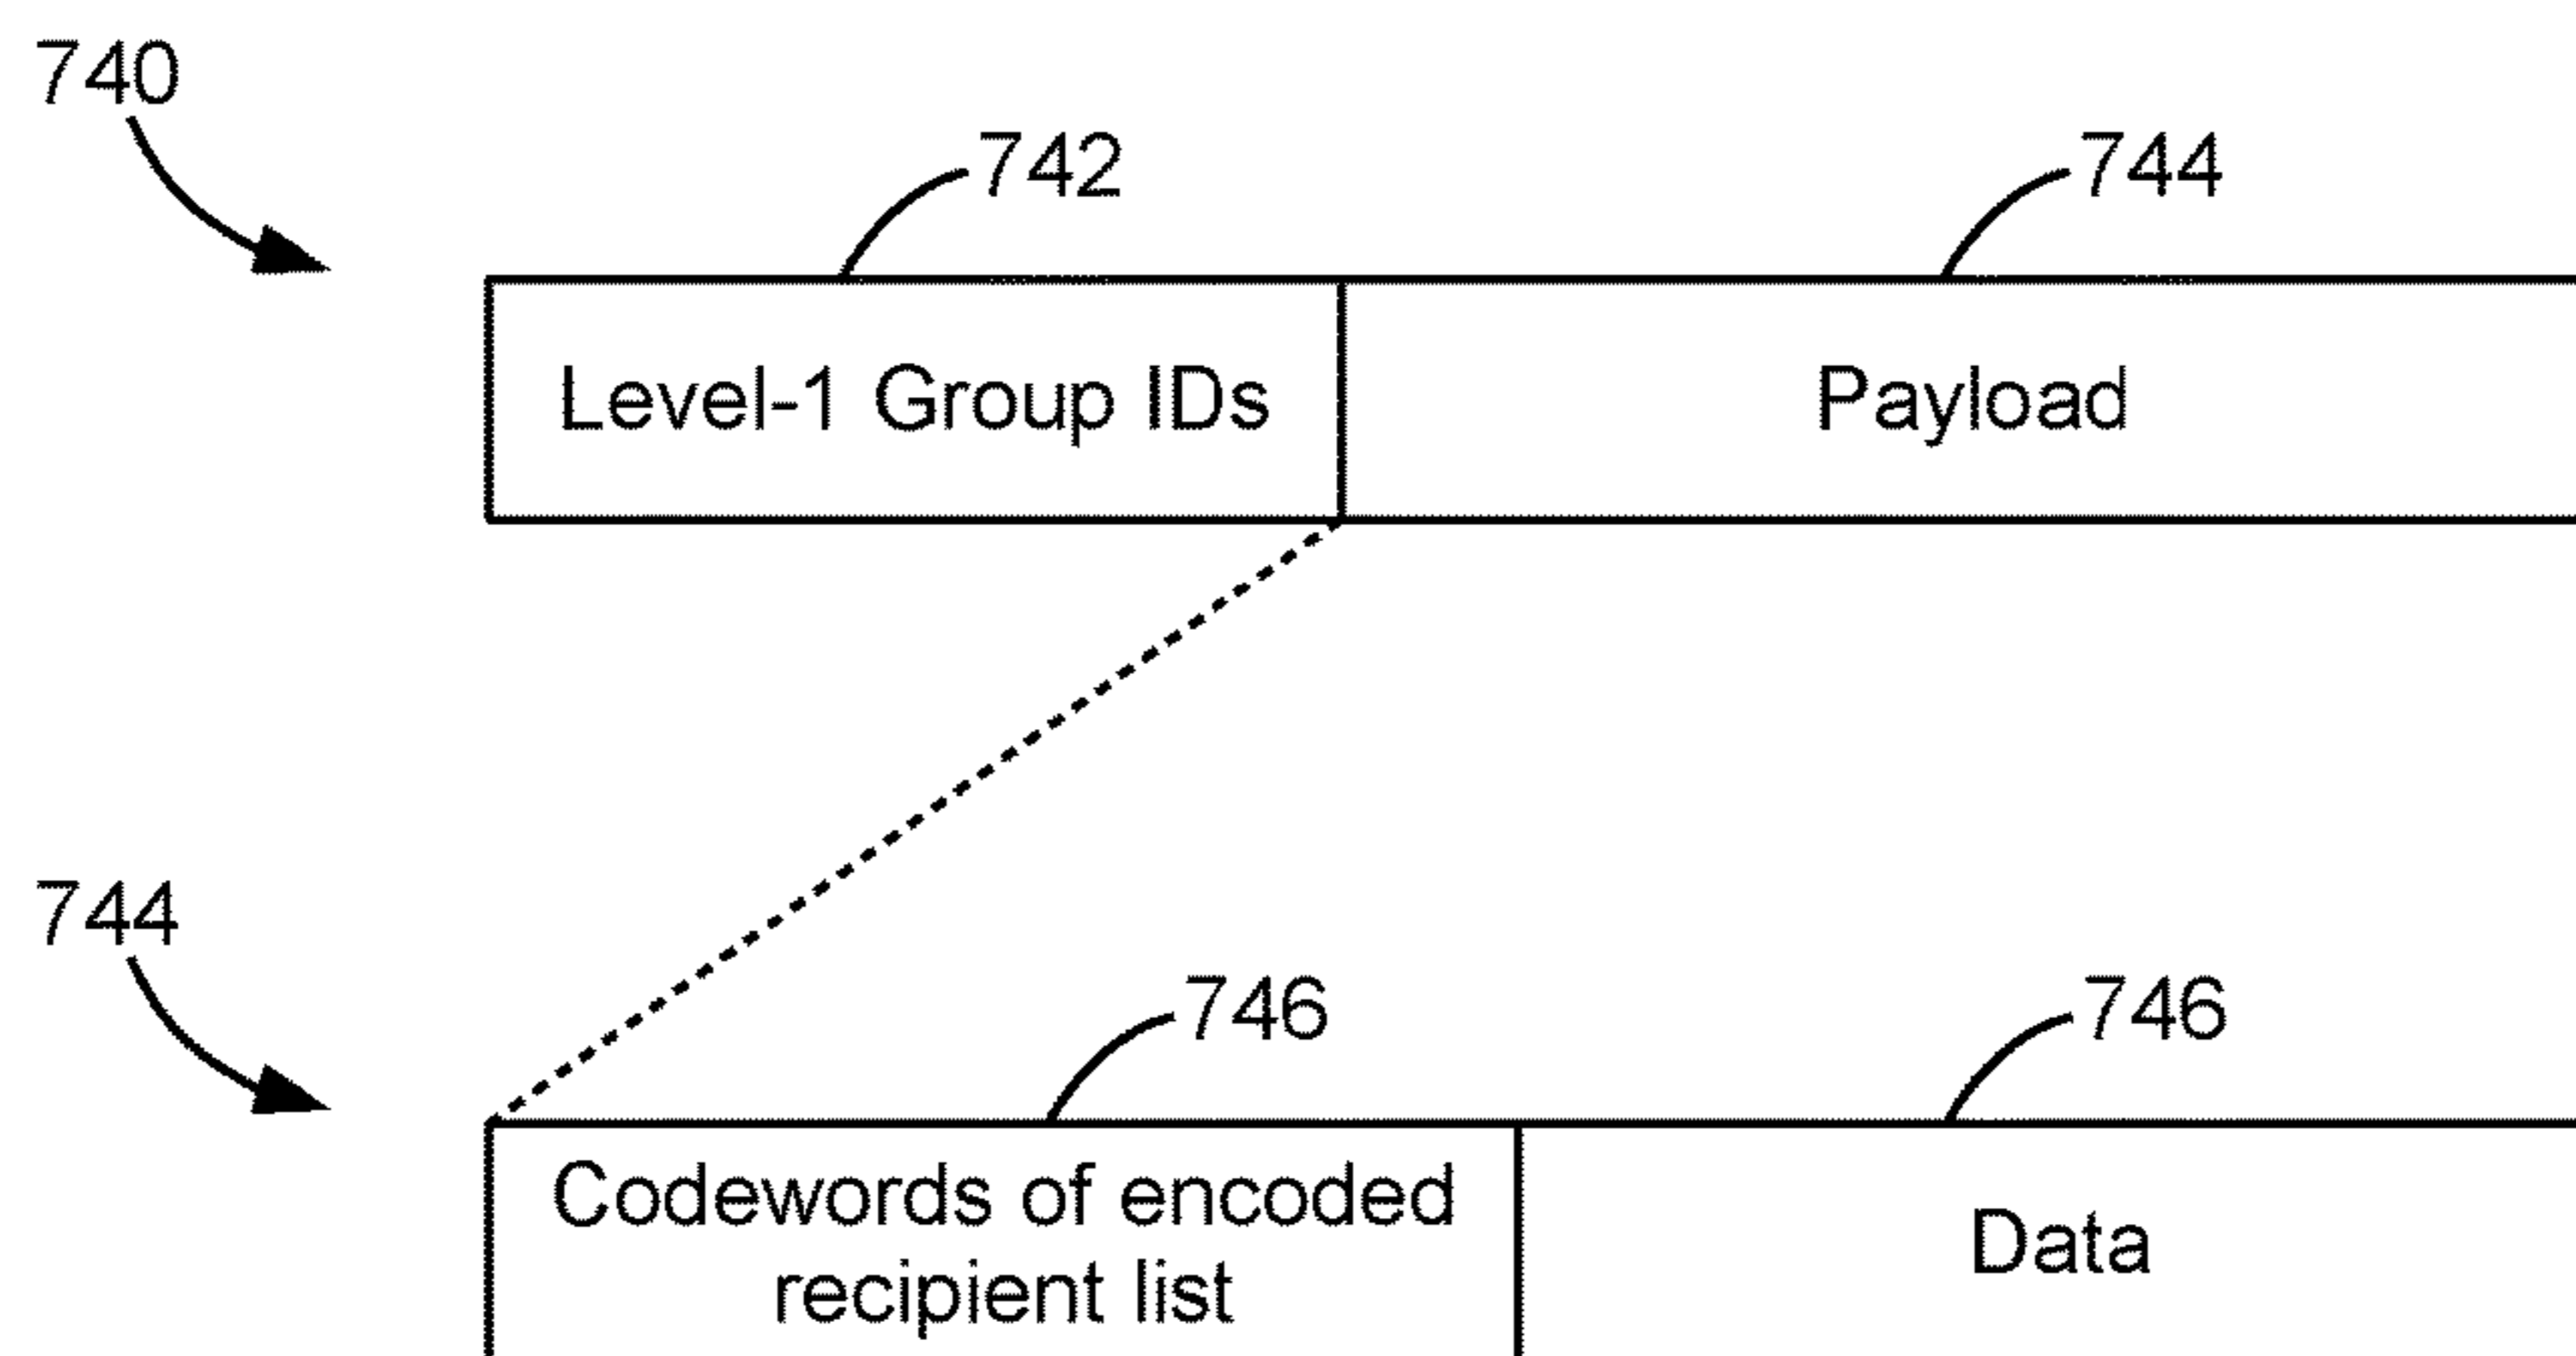 740
742
744
Level-1 Group IDs
Payload
744
746
746
Codewords of encoded
recipient list
Data